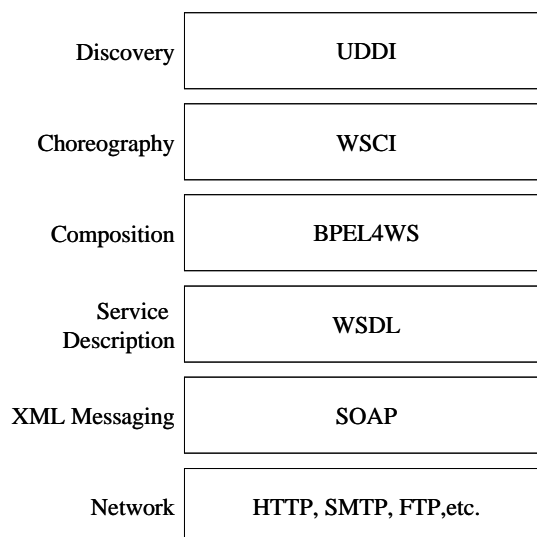 Discovery
UDDI
Choreography
WSCI
Composition
BPEL4WS
Service
Description
WSDL
XML Messaging
SOAP
Network
HTTP, SMTP, FTP,etc.